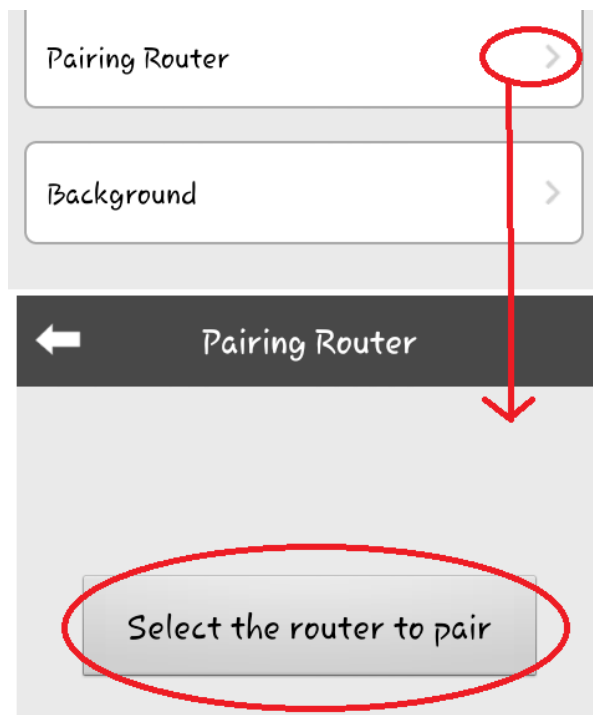 Pairing Router
Background
Pairing Router
Select the router to pair